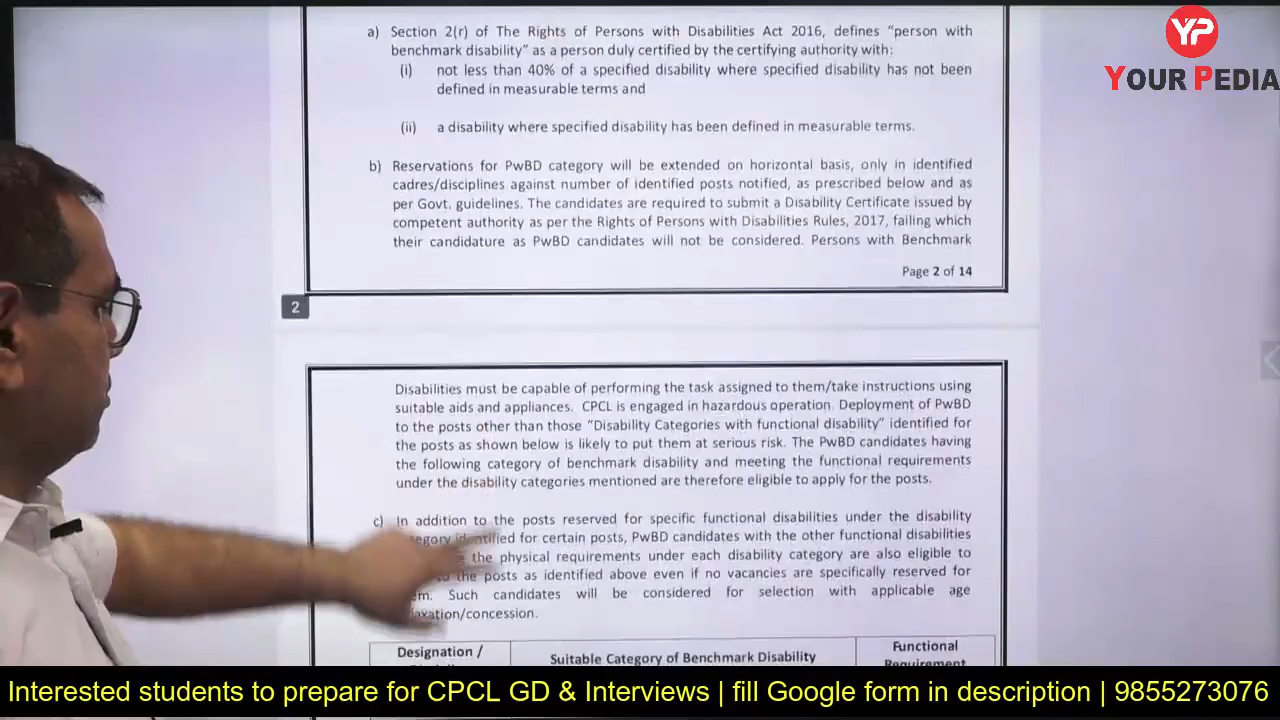 a) Section 2(r) of The Rights of Persons with Disabilities Act 2016, defines "person with
benchmark disability" as a person duly certified by the certifying authority with:
(i) not less than 40% of a specified disability where specified disability has not been
defined in measurable terms and
(ii) a disability where specified disability has been defined in measurable terms.
b) Reservations for PwBD category will be extended on horizontal basis, only in identified
cadres/disciplines against number of identified posts notified, as prescribed below and as
per Govt. guidelines. The candidates are required to submit a Disability Certificate issued by
competent authority as per the Rights of Persons with Disabilities Rules, 2017, failing which
their candidature as PwBD candidates will not be considered. Persons with Benchmark
Page 2 of 14
2
Disabilities must be capable of performing the task assigned to them/take instructions using
suitable aids and appliances. CPCL is engaged in hazardous operation. Deployment of PwBD
to the posts other than those "Disability Categories with functional disability" identified for
the posts as shown below is likely to put them at serious risk. The PwBD candidates having
the following category of benchmark disability and meeting the functional requirements
under the disability categories mentioned are therefore eligible to apply for the posts.
c) In addition to the posts reserved for specific functional disabilities under the disability
identified for certain posts, PwBD candidates with the other functional disabilities
the physical requirements under each disability category are also eligible to
the posts as identified above even if no vacancies are specifically reserved for
Such candidates will be considered for selection with applicable age
/concession.
Designation /
Suitable Category of Benchmark Disability
Functional
Requirement
YP
YOUR PEDIA
Interested students to prepare for CPCL GD & Interviews | fill Google form in description | 9855273076